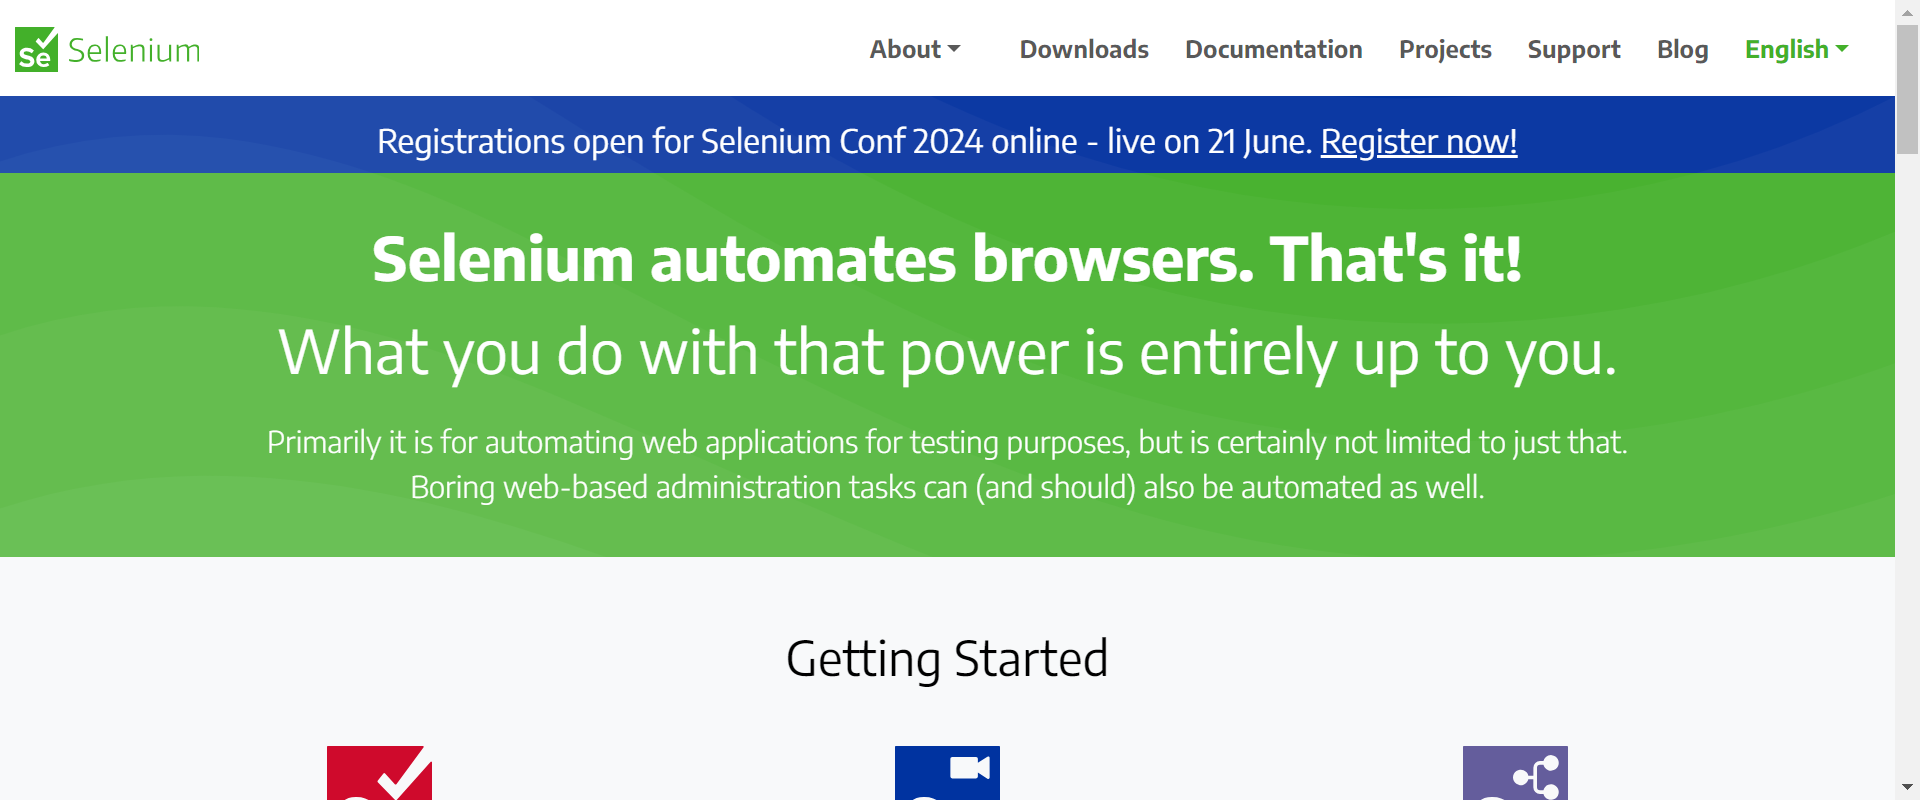 Se Selenium
About Downloads Documentation Projects Support Blog English
Registrations open for Selenium Conf 2024 online - live on 21 June. Register now!
Selenium automates browsers. That's it!
What you do with that power is entirely up to you.
Primarily it is for automating web applications for testing purposes, but is certainly not limited to just that.
Boring web-based administration tasks can (and should) also be automated as well.
Getting Started